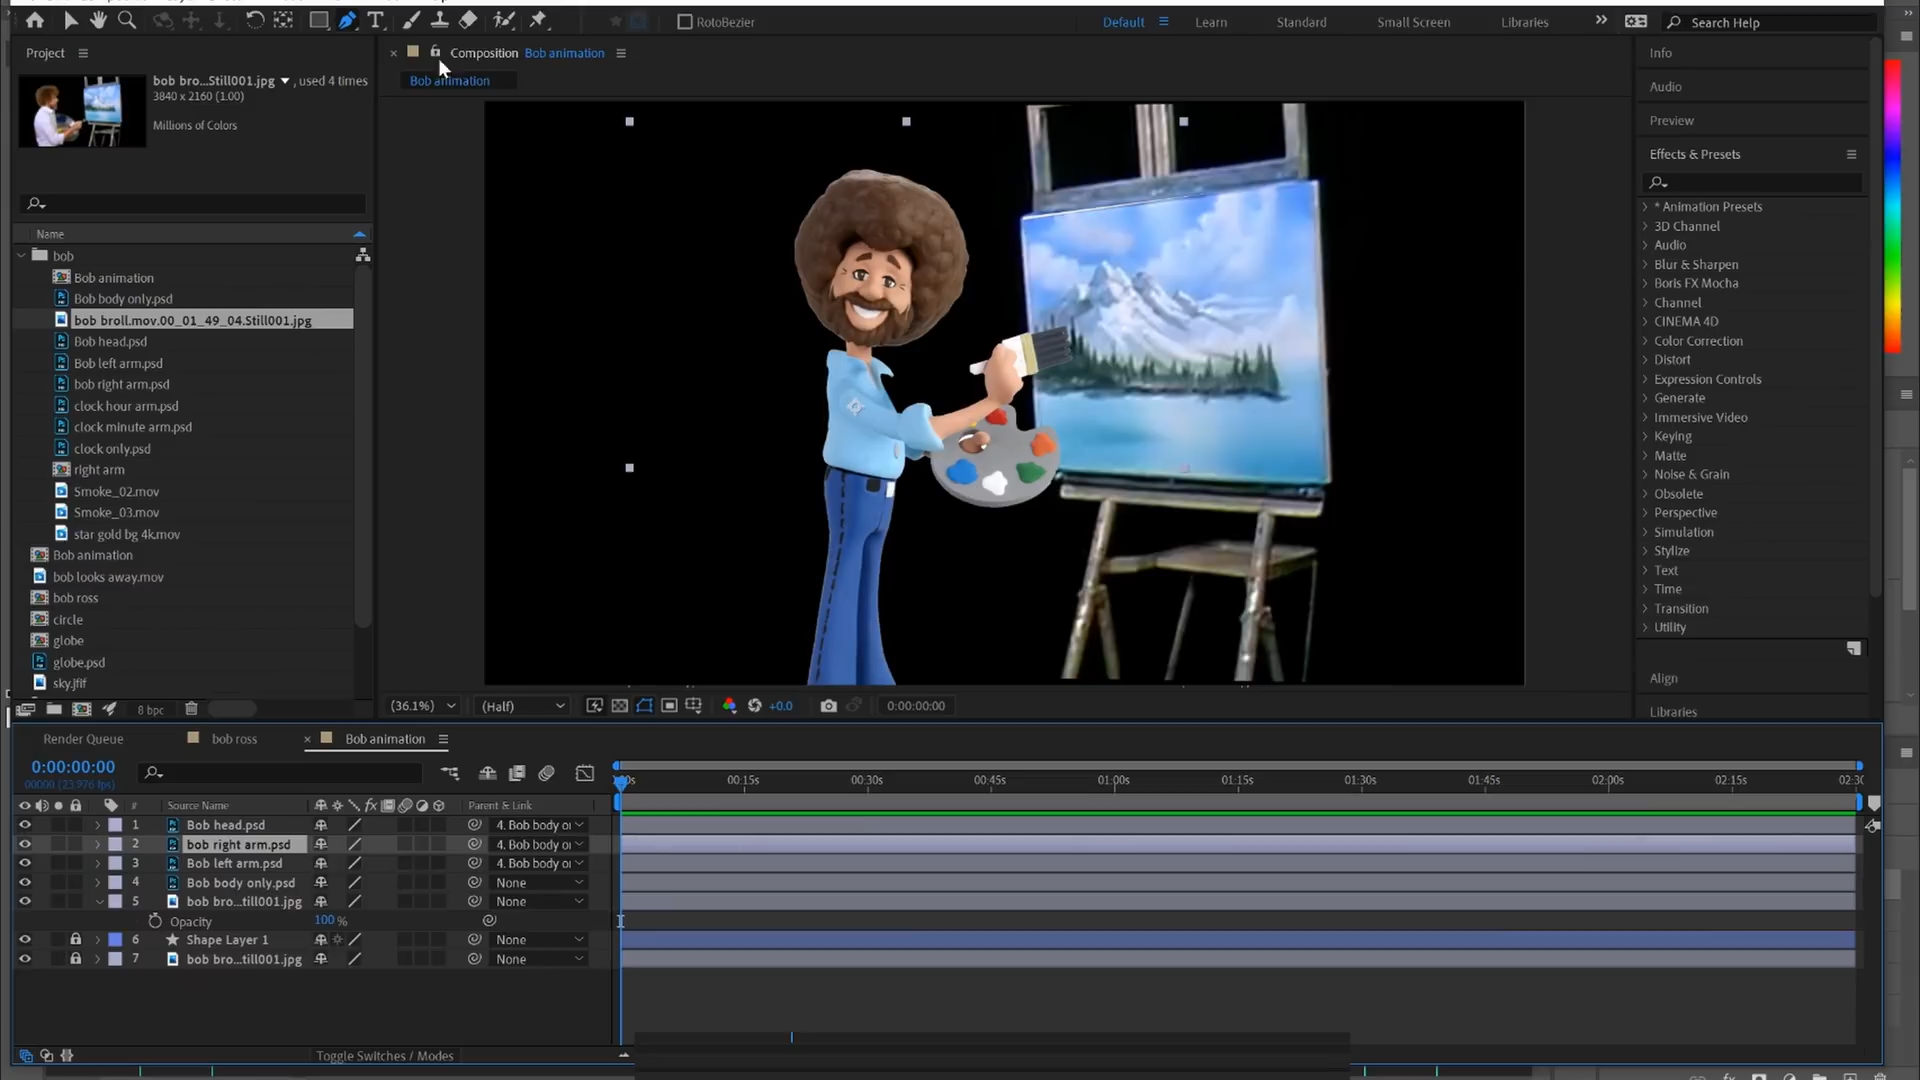 RotoBezier
Default
Learn
Standard
Small Screen
Libraries
Search Help
Project
Composition Bob animation
Info
bob bro...Still001.jpg , used 4 times
3840 x 2160 (1.00)
Millions of Colors
Bob animation
Audio
Preview
Effects & Presets
Name
bob
Bob animation
Bob body only.psd
bob broll.mov.00_01_49_04.Still001.jpg
Bob head.psd
Bob left arm.psd
bob right arm.psd
clock hour arm.psd
clock minute arm.psd
clock only.psd
right arm
Smoke_02.mov
Smoke_03.mov
star gold bg 4k.mov
Bob animation
bob looks away.mov
bob ross
circle
globe
globe.psd
sky.jfif
8 bpc
* Animation Presets
3D Channel
Audio
Blur & Sharpen
Boris FX Mocha
Channel
CINEMA 4D
Color Correction
Distort
Expression Controls
Generate
Immersive Video
Keying
Matte
Noise & Grain
Obsolete
Perspective
Simulation
Stylize
Text
Time
Transition
Utility
Align
Libraries
(36.1%)
(Half)
+0.0
0:00:00:00
Render Queue
bob ross
Bob animation
0:00:00:00
00000 (23.976 fps)
00:15s
00:30s
00:45s
01:00s
01:15s
01:30s
01:45s
02:00s
02:15s
# Source Name fx Parent & Link
1 Bob head.psd 4. Bob body o
2 bob right arm.psd 4. Bob body o
3 Bob left arm.psd 4. Bob body o
4 Bob body only.psd None
5 bob bro...till001.jpg None
Opacity 100 %
6 Shape Layer 1 None
7 bob bro...till001.jpg None
Toggle Switches / Modes